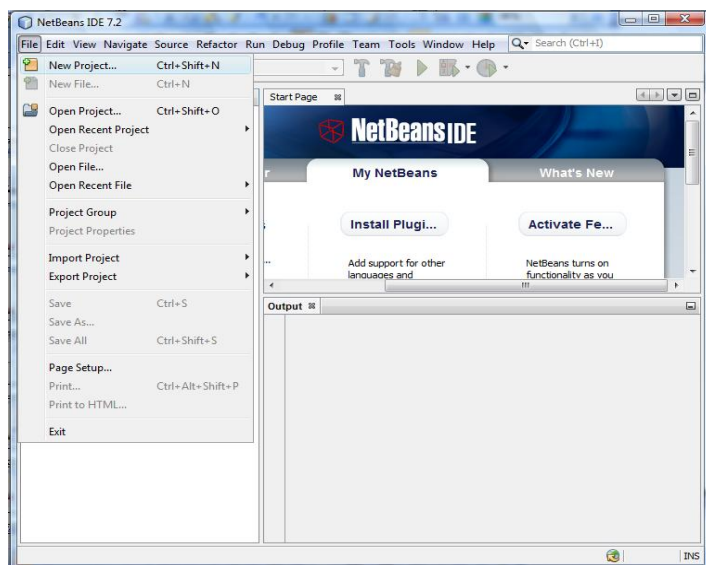 NetBeans IDE 7.2
File Edit View Navigate Source Refactor Run Debug Profile Team Tools Window Help Search (Ctrl+I)
New Project... Ctrl+Shift+N
New File... Ctrl+N
Open Project... Ctrl+Shift+O
Open Recent Project
Close Project
Open File...
Open Recent File
Project Group
Project Properties
Import Project
Export Project
Save Ctrl+S
Save As...
Save All Ctrl+Shift+S
Page Setup...
Print... Ctrl+Alt+Shift+P
Print to HTML...
Exit
Start Page
NetBeans IDE
My NetBeans What's New
Install Plugi... Activate Fe...
Add support for other NetBeans turns on
languages and functionality as you
Output
INS